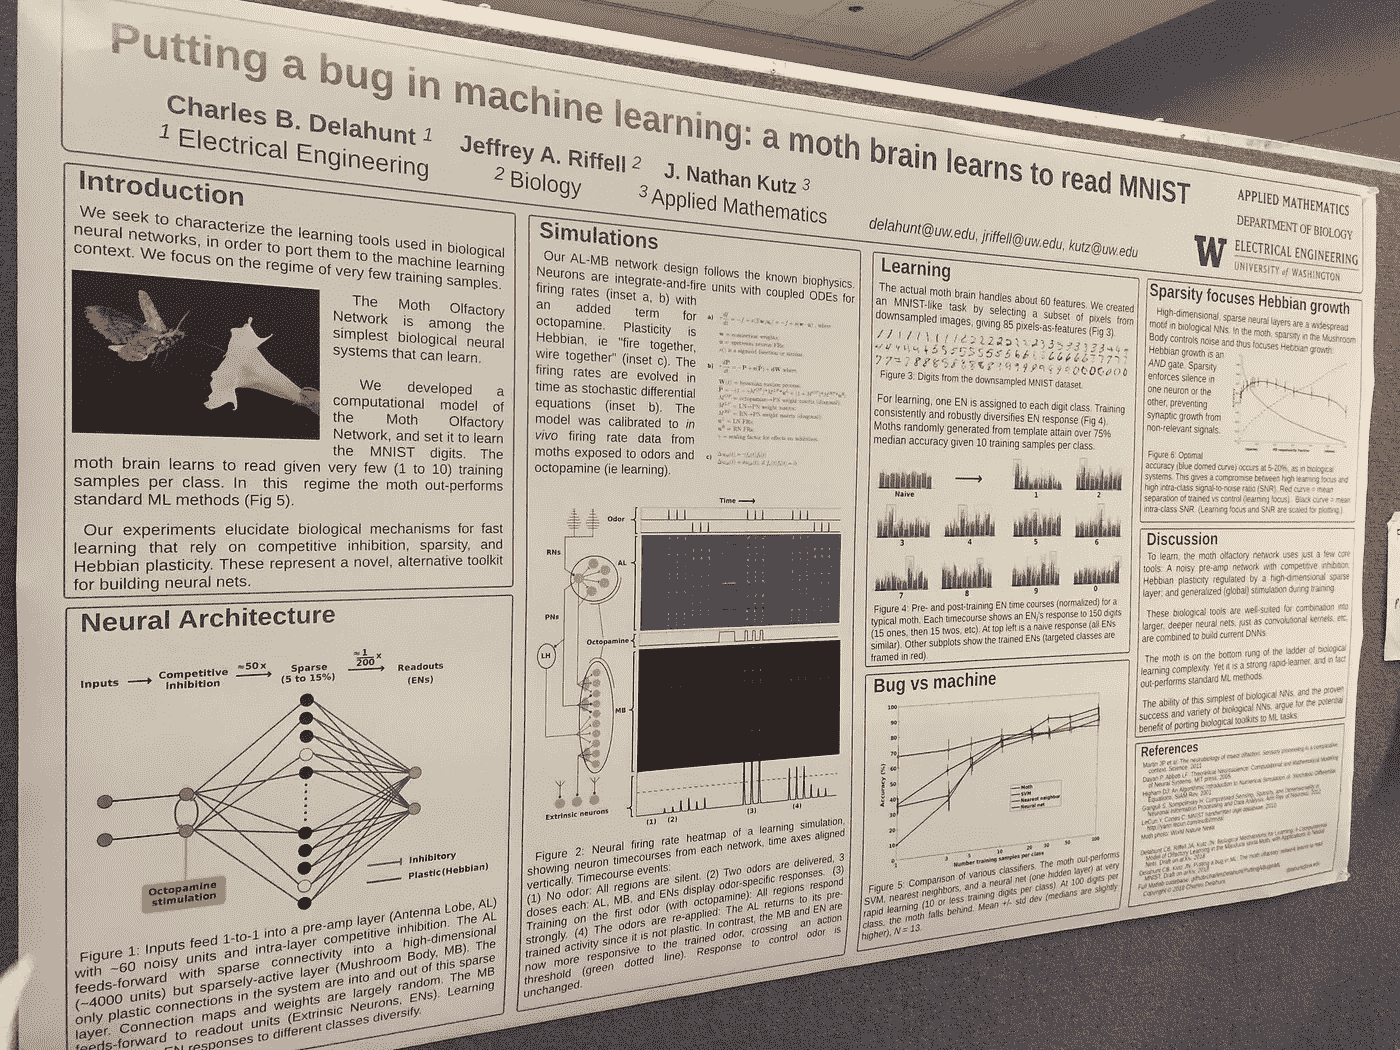 Putting a bug in machine learning: a moth brain learns to read MNIST
Charles B. Delahunt 1 Jeffrey A. Riffell 2 J. Nathan Kutz 3
1 Electrical Engineering 2 Biology 3 Applied Mathematics
delahunt@uw.edu, jriffell@uw.edu, kutz@uw.edu
APPLIED MATHEMATICS
DEPARTMENT OF BIOLOGY
W ELECTRICAL ENGINEERING
UNIVERSITY of WASHINGTON
Introduction
We seek to characterize the learning tools used in biological
neural networks, in order to port them to the machine learning
context. We focus on the regime of very few training samples.
The Moth Olfactory
Network is among the
simplest biological neural
systems that can learn.
We developed a
computational model of
the Moth Olfactory
Network, and set it to learn
the MNIST digits. The
moth brain learns to read given very few (1 to 10) training
samples per class. In this regime the moth out-performs
standard ML methods (Fig 5).
Our experiments elucidate biological mechanisms for fast
learning that rely on competitive inhibition, sparsity, and
Hebbian plasticity. These represent a novel, alternative toolkit
for building neural nets.
Neural Architecture
Inputs
Competitive
inhibition
≈50x
Sparse
(5 to 15%)
≈ 1/200 x
Readouts
(ENs)
Octopamine
stimulation
Inhibitory
Plastic(Hebbian)
Figure 1: Inputs feed 1-to-1 into a pre-amp layer (Antenna Lobe, AL)
with ~60 noisy units and intra-layer competitive inhibition. The AL
feeds-forward with sparse connectivity into a high-dimensional
(~4000 units) but sparsely-active layer (Mushroom Body, MB). The
only plastic connections in the system are into and out of this sparse
layer. Connection maps and weights are largely random. The MB
feeds-forward to readout units (Extrinsic Neurons, ENs). Learning
EN responses to different classes diversify.
Simulations
Our AL-MB network design follows the known biophysics.
Neurons are integrate-and-fire units with coupled ODEs for
firing rates (inset a, b) with
an added term for
octopamine. Plasticity is
Hebbian, ie "fire together,
wire together" (inset c). The
firing rates are evolved in
time as stochastic differential
equations (inset b). The
model was calibrated to in
vivo firing rate data from
moths exposed to odors and
octopamine (ie learning).
a)
b)
c)
Time
Odor
RNs
AL
PNs
Octopamine
LH
MB
Extrinsic neurons
(1) (2) (3) (4)
Figure 2: Neural firing rate heatmap of a learning simulation,
showing neuron timecourses from each network, time axes aligned
vertically. Timecourse events:
(1) No odor: All regions are silent. (2) Two odors are delivered, 3
doses each: AL, MB, and ENs display odor-specific responses. (3)
Training on the first odor (with octopamine): All regions respond
strongly. (4) The odors are re-applied: The AL returns to its pre-
trained activity since it is not plastic. In contrast, the MB and EN are
now more responsive to the trained odor, crossing an action
threshold (green dotted line). Response to control odor is
unchanged.
Learning
The actual moth brain handles about 60 features. We created
an MNIST-like task by selecting a subset of pixels from
downsampled images, giving 85 pixels-as-features (Fig 3).
Figure 3: Digits from the downsampled MNIST dataset.
For learning, one EN is assigned to each digit class. Training
consistently and robustly diversifies EN response (Fig 4).
Moths randomly generated from template attain over 75%
median accuracy given 10 training samples per class.
Naive 1 2
3 4 5 6
7 8 9 0
Figure 4: Pre- and post-training EN time courses (normalized) for a
typical moth. Each timecourse shows an EN's response to 150 digits
(15 ones, then 15 twos, etc). At top left is a naive response (all ENs
similar). Other subplots show the trained ENs (targeted classes are
framed in red).
Bug vs machine
Accuracy (%)
100
90
80
70
60
50
40
30
20
10
0
Moth
SVM
Nearest neighbor
Neural net
1 3 5 10 20 30 50 100
Number training samples per class
Figure 5: Comparison of various classifiers. The moth out-performs
SVM, nearest neighbors, and a neural net (one hidden layer) at very
rapid learning (10 or less training digits per class). At 100 digits per
class, the moth falls behind. Mean +/- std dev (medians are slightly
higher), N = 13.
Sparsity focuses Hebbian growth
High-dimensional, sparse neural layers are a widespread
motif in biological NNs. In the moth, sparsity in the Mushroom
Body controls noise and thus focuses Hebbian growth:
Hebbian growth is an
AND gate. Sparsity
enforces silence in
one neuron or the
other, preventing
synaptic growth from
non-relevant signals.
Figure 6: Optimal
accuracy (blue domed curve) occurs at 5-20%, as in biological
systems. This gives a compromise between high learning focus and
high intra-class signal-to-noise ratio (SNR). Red curve = mean
separation of trained vs control (learning focus). Black curve = mean
intra-class SNR. (Learning focus and SNR are scaled for plotting.)
Discussion
To learn, the moth olfactory network uses just a few core
tools: A noisy pre-amp network with competitive inhibition;
Hebbian plasticity regulated by a high-dimensional sparse
layer; and generalized (global) stimulation during training.
These biological tools are well-suited for combination into
larger, deeper neural nets, just as convolutional kernels, etc,
are combined to build current DNNs.
The moth is on the bottom rung of the ladder of biological
learning complexity. Yet it is a strong rapid-learner, and in fact
out-performs standard ML methods.
The ability of this simplest of biological NNs, and the proven
success and variety of biological NNs, argue for the potential
benefit of porting biological toolkits to ML tasks.
References